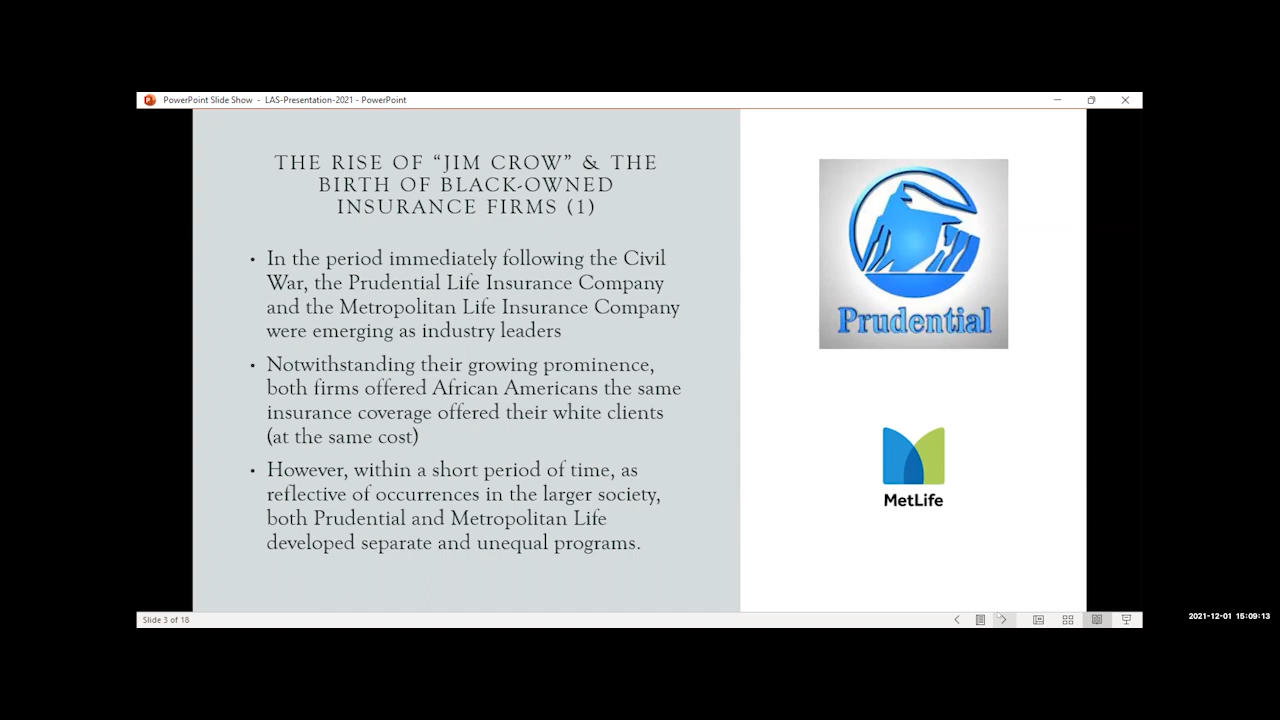 PowerPoint Slide Show - LAS-Presentation-2021 - PowerPoint
THE RISE OF “JIM CROW” & THE
BIRTH OF BLACK-OWNED
INSURANCE FIRMS (1)
• In the period immediately following the Civil
War, the Prudential Life Insurance Company
and the Metropolitan Life Insurance Company
were emerging as industry leaders
• Notwithstanding their growing prominence,
both firms offered African Americans the same
insurance coverage offered their white clients
(at the same cost)
• However, within a short period of time, as
reflective of occurrences in the larger society,
both Prudential and Metropolitan Life
developed separate and unequal programs.
Prudential
MetLife
Slide 3 of 18
2021-12-01 15:09:13